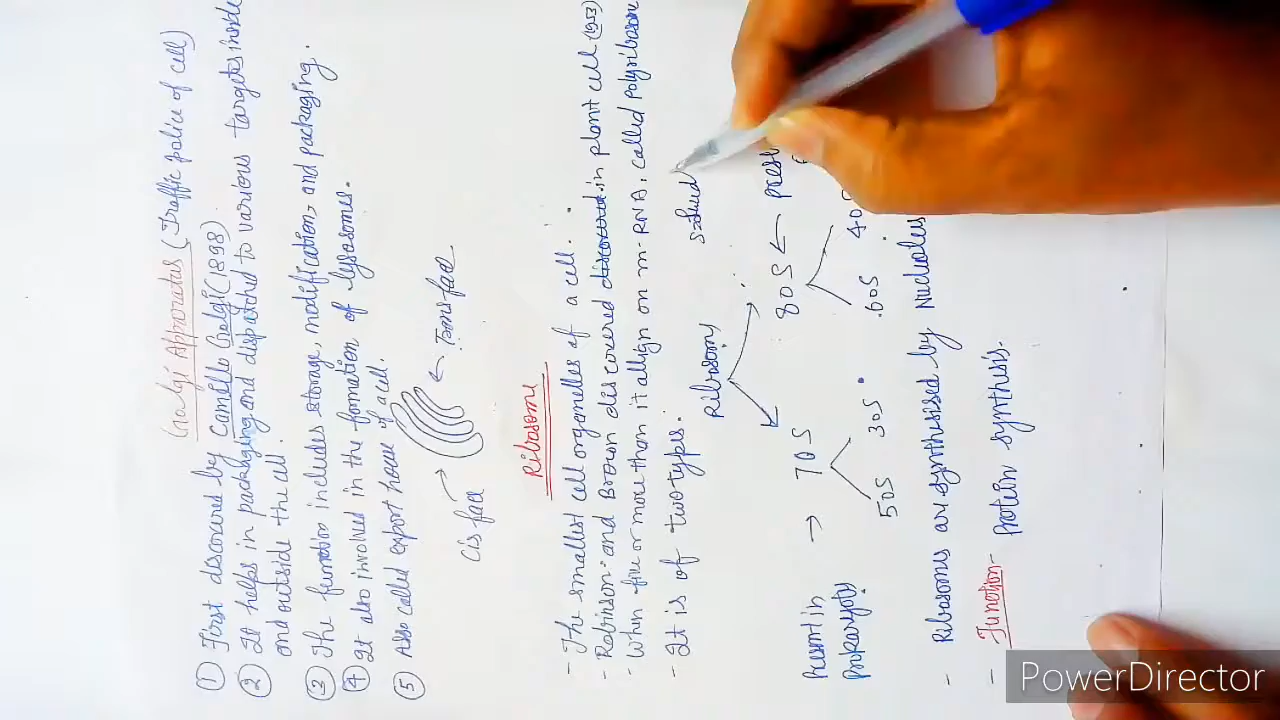 Golgi Apparatus (Traffic police of cell)
① First discovered by Camillo Golgi (1898)
② It helps in packaging and dispatched to various targets inside
and outside the cell.
③ The function includes storage, modification, and packaging.
④ It also involved in the formation of lysosomes.
⑤ Also called export house of a cell.
Cis face
Trans face
Ribosome
- The smallest cell organelles of a cell.
- Robinson and Brown discovered in plant cell (1953)
- When five or more than it allign on m-RNA, called Polyribosome
- It is of two types.
Ribosom
Present in prokaryots → 70S
50S 30S
80S ← 
60S 40S
- Ribosomes are synthesised by Nucleolus
- Function - Protein synthesis.
PowerDirector